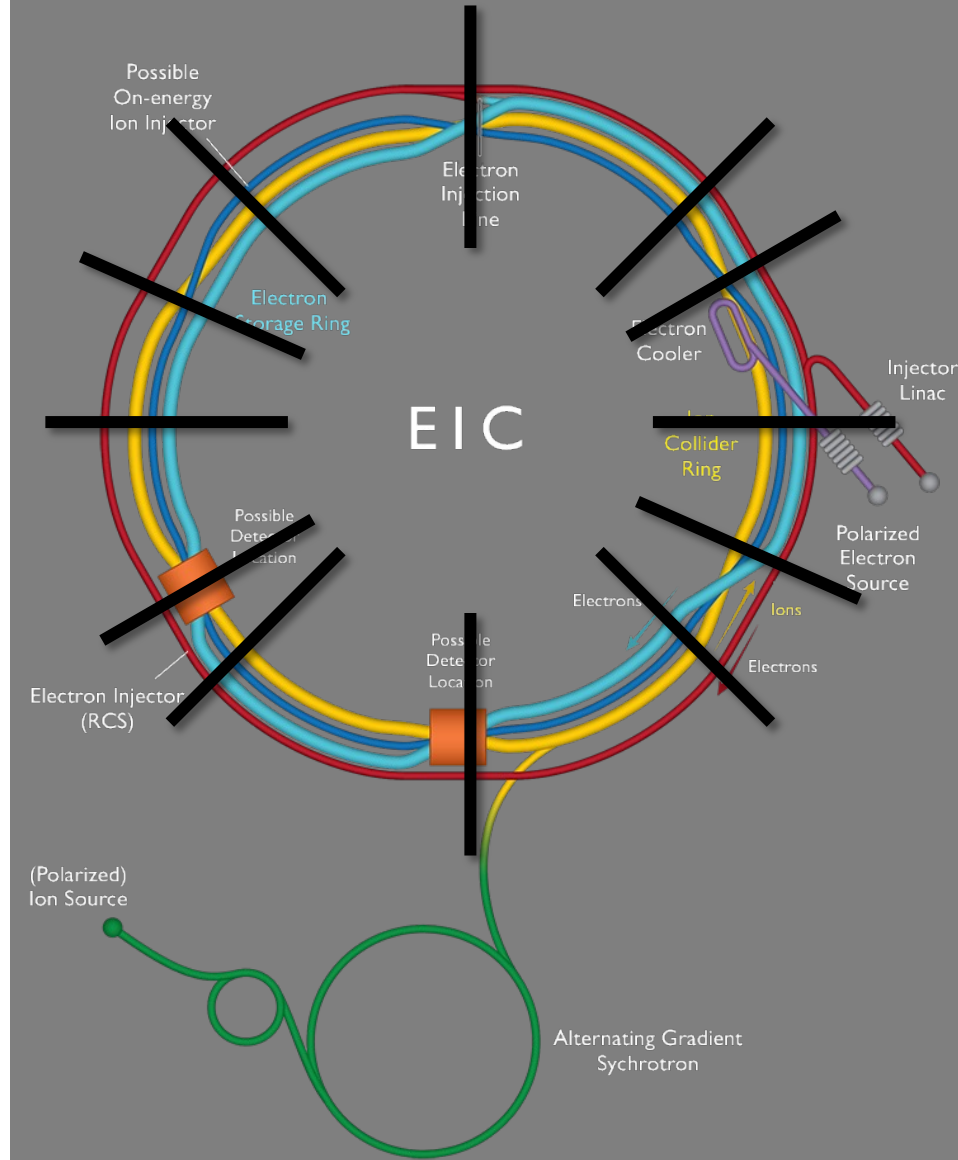 Possible
On-energy
Ion Injector
Electron
Injection
Line
Electron
Storage Ring
Electron
Cooler
Injector
Linac
EIC
Collider
Ring
Possible
Detector
Location
Polarized
Electron
Source
Electrons
Ions
Electrons
Possible
Detector
Location
Electron Injector
(RCS)
(Polarized)
Ion Source
Alternating Gradient
Sychrotron